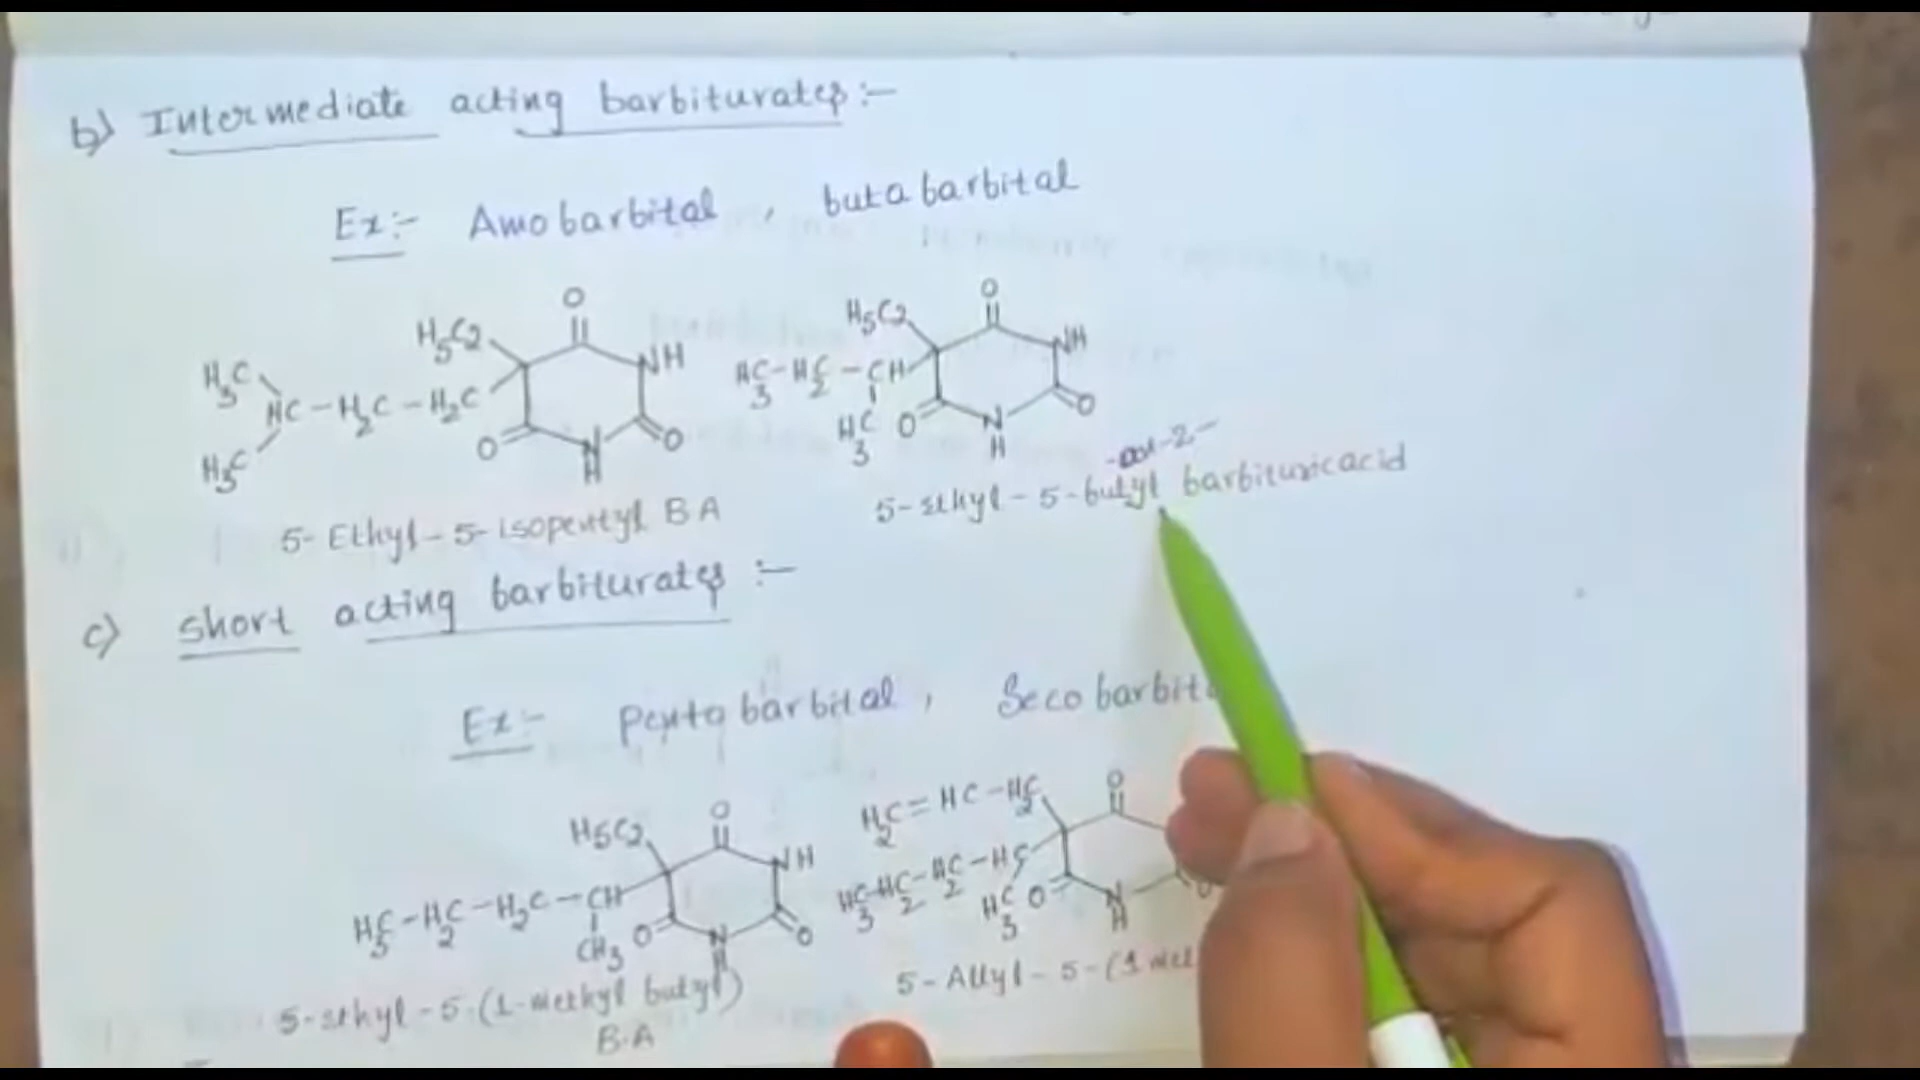 b) Intermediate acting barbiturates :-
Ex:- Amobarbital , butabarbital
O
H5C2
NH
H3C
HC - H2C - H2C
H3C
O
N
H
O
O
H5C2
NH
H3C - H2C - CH
H3C
O
N
H
O
-2-
5-Ethyl-5-isopentyl BA
5-ethyl-5-butyl barbituric acid
c) short acting barbiturates :-
Ex:- Pentobarbital , Secobarbit
O
H5C2
NH
H3C - H2C - H2C - CH
CH3
O
N
H
O
O
H2C = HC - H2C
H3C - H2C - H2C - HC
H3C
O
N
H
O
5-ethyl-5-(1-methyl butyl)
B.A
5-Allyl-5-(1